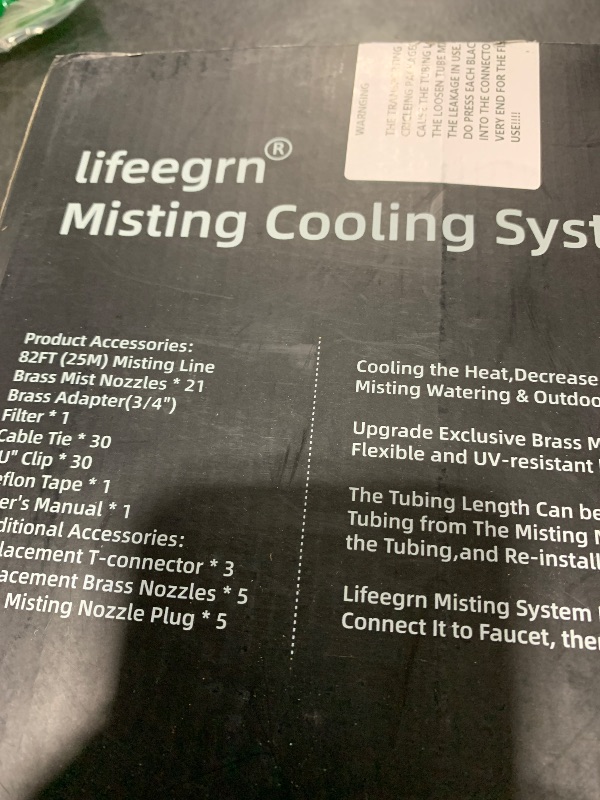 WARNGING
THE TUBING
THE LOOSEN TUBE
THE LEAKAGE IN USE.
DO PRESS EACH BLAC
INTO THE CONNECTO
VERY END FOR THE
USE!!!!
lifeegrn®
Misting Cooling Syst
Product Accessories:
82FT (25M) Misting Line
Brass Mist Nozzles * 21
Brass Adapter(3/4")
Filter * 1
Cable Tie * 30
U" Clip * 30
eflon Tape * 1
er's Manual * 1
ditional Accessories:
lacement T-connector * 3
acement Brass Nozzles * 5
Misting Nozzle Plug * 5
Cooling the Heat,Decrease
Misting Watering & Outdoo
Upgrade Exclusive Brass M
Flexible and UV-resistant
The Tubing Length Can be
Tubing from The Misting
the Tubing,and Re-install
Lifeegrn Misting System
Connect It to Faucet, the